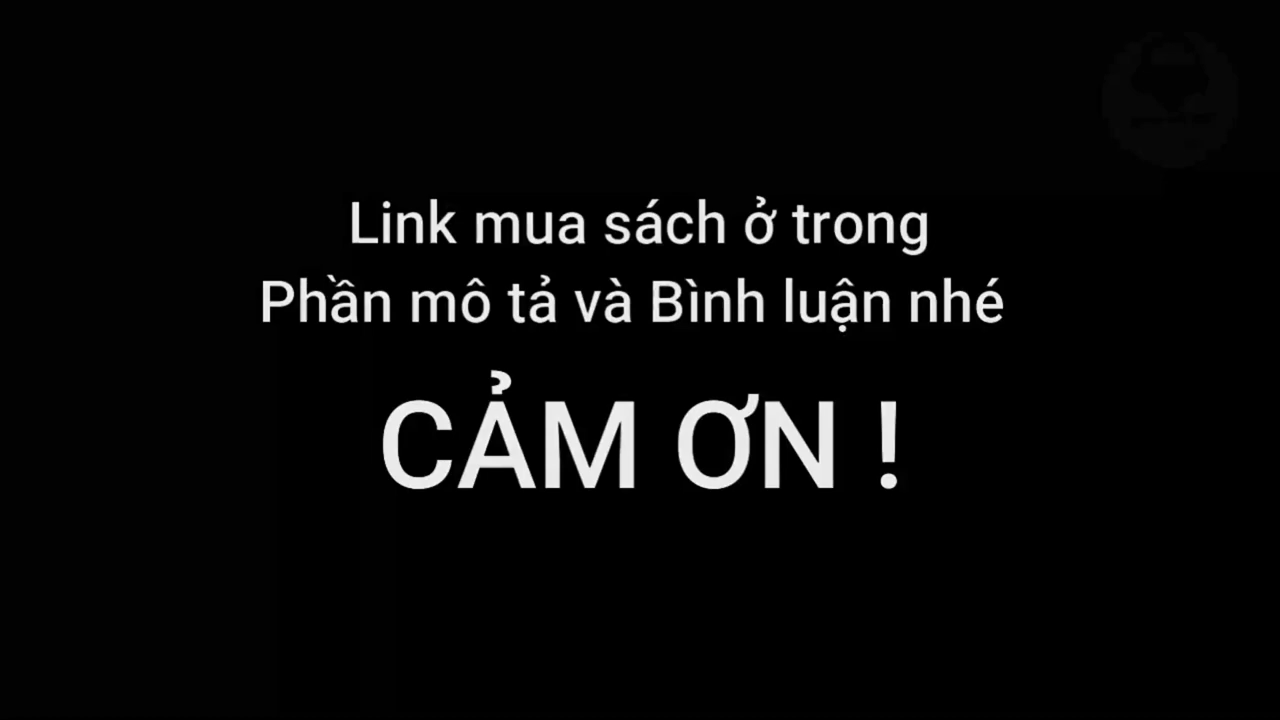 Link mua sách ở trong
Phần mô tả và Bình luận nhé
CẢM ƠN !